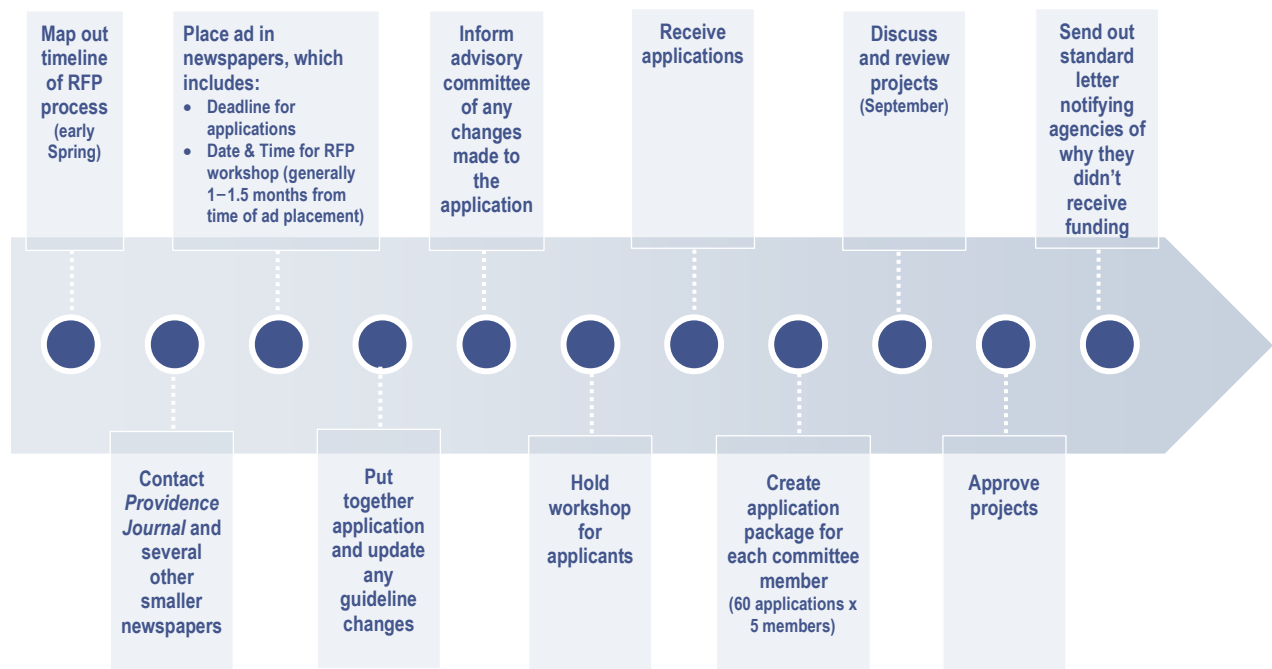 Map out
timeline
of RFP
process
(early
Spring)
Place ad in
newspapers, which
includes:
• Deadline for
applications
• Date & Time for RFP
workshop (generally
1–1.5 months from
time of ad placement)
Inform
advisory
committee
of any
changes
made to
the
application
Receive
applications
Discuss
and review
projects
(September)
Send out
standard
letter
notifying
agencies of
why they
didn’t
receive
funding
Contact
Providence
Journal and
several
other
smaller
newspapers
Put
together
application
and update
any
guideline
changes
Hold
workshop
for
applicants
Create
application
package for
each committee
member
(60 applications x
5 members)
Approve
projects